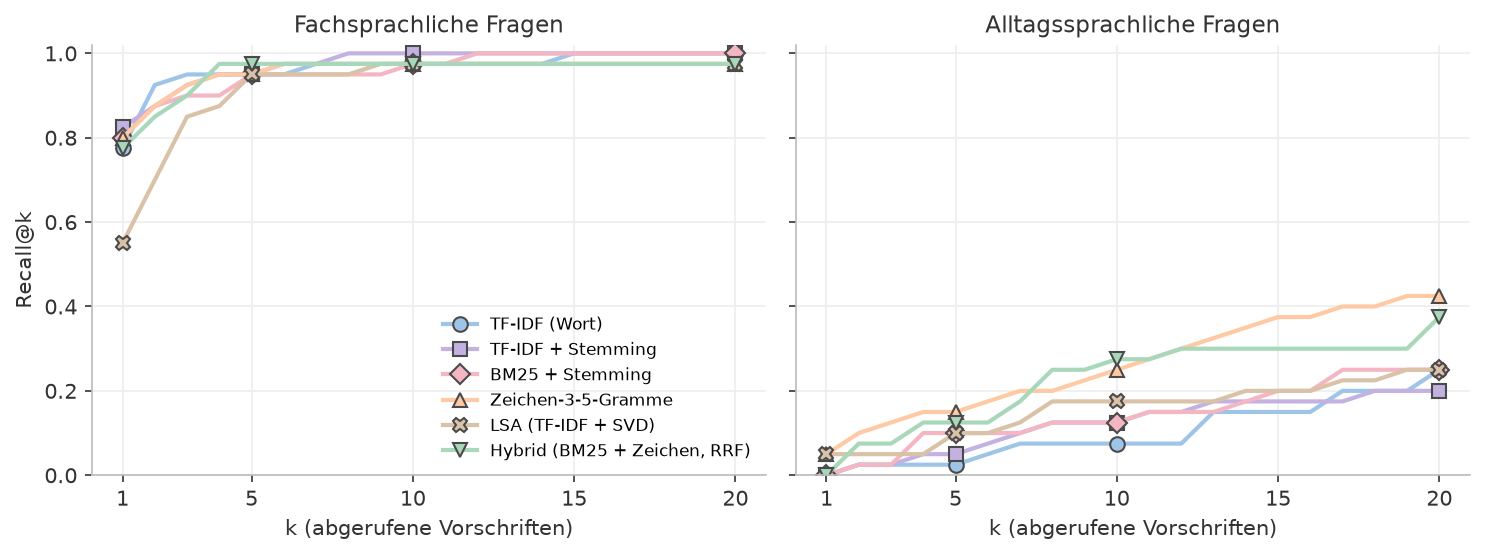 Fachsprachliche Fragen
Alltagssprachliche Fragen
Recall@k
1.0
0.8
0.6
0.4
0.2
0.0
TF-IDF (Wort)
TF-IDF + Stemming
BM25 + Stemming
Zeichen-3-5-Gramme
LSA (TF-IDF + SVD)
Hybrid (BM25 + Zeichen, RRF)
1 5 10 15 20
1 5 10 15 20
k (abgerufene Vorschriften)
k (abgerufene Vorschriften)